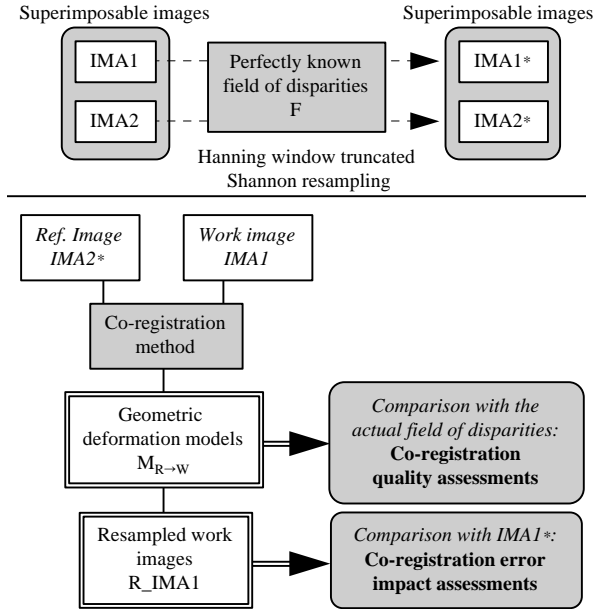 Superimposable images
Superimposable images
IMA1
IMA2
Perfectly known
field of disparities
F
IMA1*
IMA2*
Hanning window truncated
Shannon resampling
Ref. Image
IMA2*
Work image
IMA1
Co-registration
method
Geometric
deformation models
M_R→W
Comparison with the
actual field of disparities:
Co-registration
quality assessments
Resampled work
images
R_IMA1
Comparison with IMA1*:
Co-registration error
impact assessments